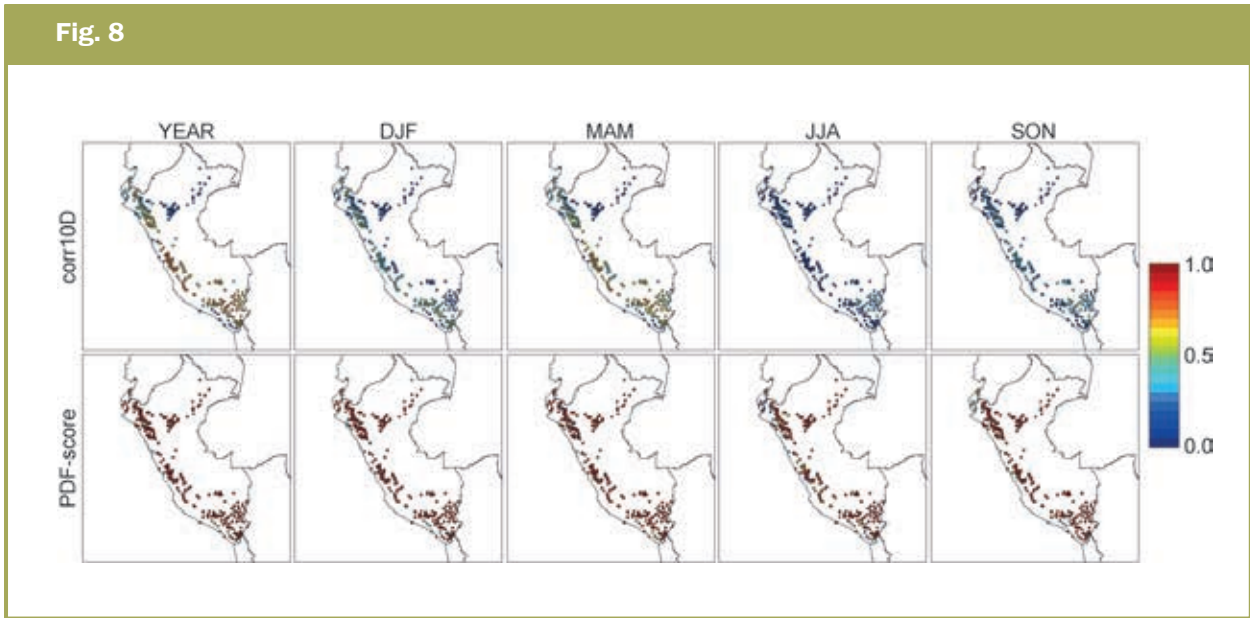 Fig. 8
YEAR DJF MAM JJA SON
corr10D
1.0
0.5
0.0
PDF-score